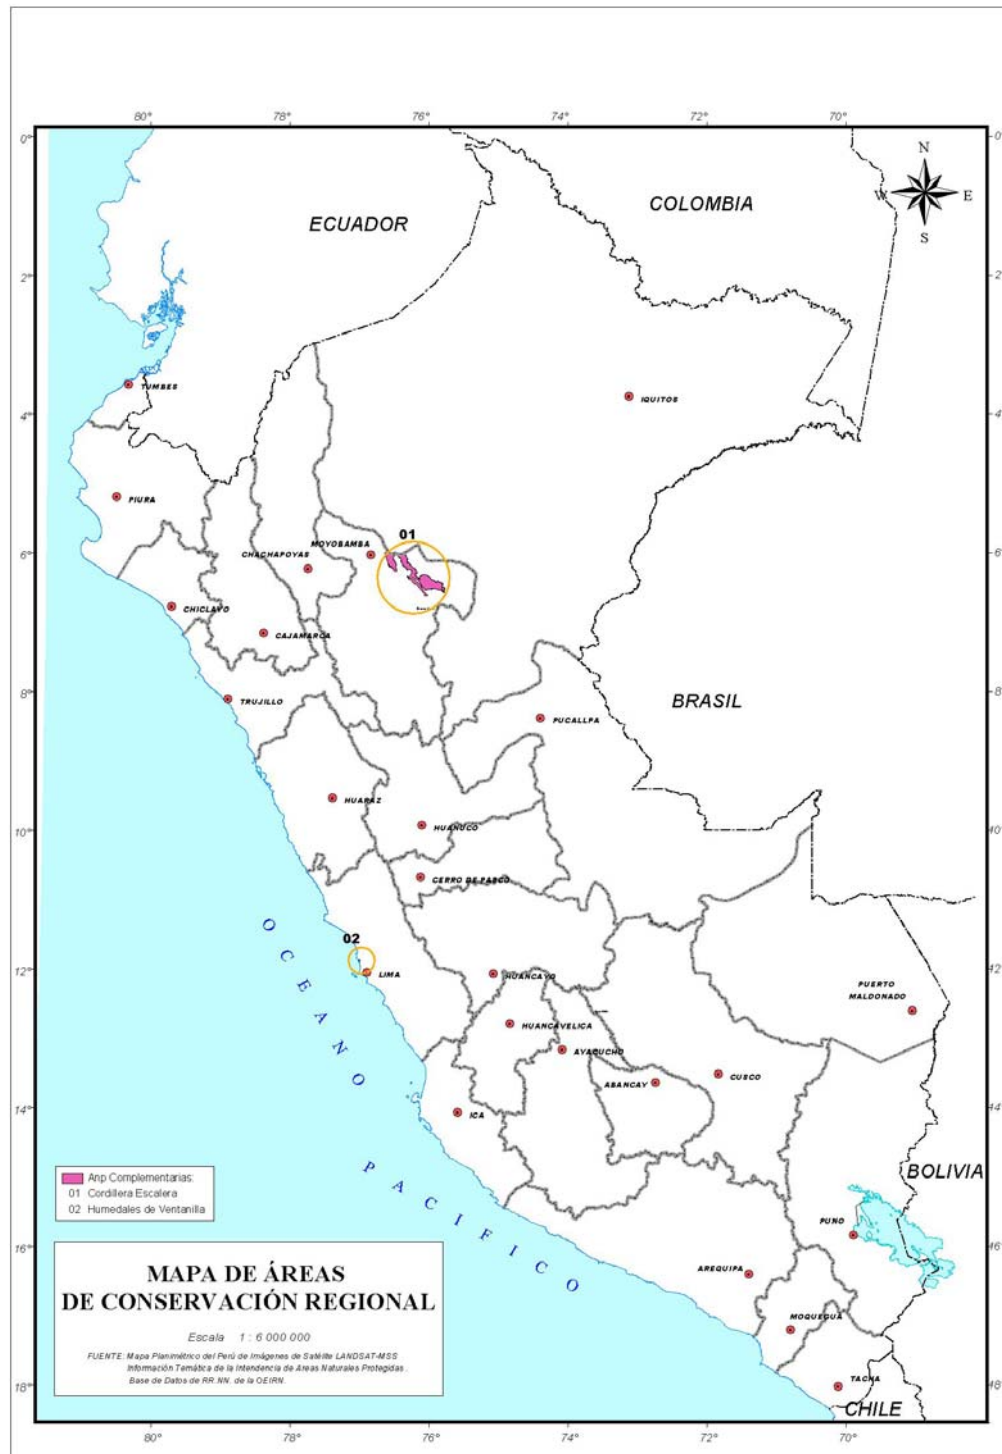 80° 78° 76° 74° 72° 70°
0°
N
W E
S
COLOMBIA
ECUADOR
2° 2°
TUMBES
IQUITOS
4° 4°
PIURA
01
MOYOBAMBA
CHACHAPOYAS
6° 6°
CHICLAYO
CAJAMARCA
8° 8°
TRUJILLO
BRASIL
PUCALLPA
HUARAZ
HUANUCO
10°
CERRO DE PASCO
02
12°
LIMA
HUANCAYO
PUERTO
MALDONADO
HUANCAVELICA
AYACUCHO
ABANCAY
CUSCO
14°
ICA
OCEANO PACIFICO
BOLIVIA
PUNO
16°
AREQUIPA
MOQUEGUA
TACNA
18°
CHILE
Anp Complementarias:
01 Cordillera Escalera
02 Humedales de Ventanilla
MAPA DE ÁREAS
DE CONSERVACIÓN REGIONAL
Escala 1 : 6 000 000
FUENTE: Mapa Planimétrico del Perú de Imágenes de Satélite LANDSAT-MSS
Información Temática de la Intendencia de Areas Naturales Protegidas .
Base de Datos de RR.NN. de la OEIRN.
80° 78° 76° 74° 72° 70°